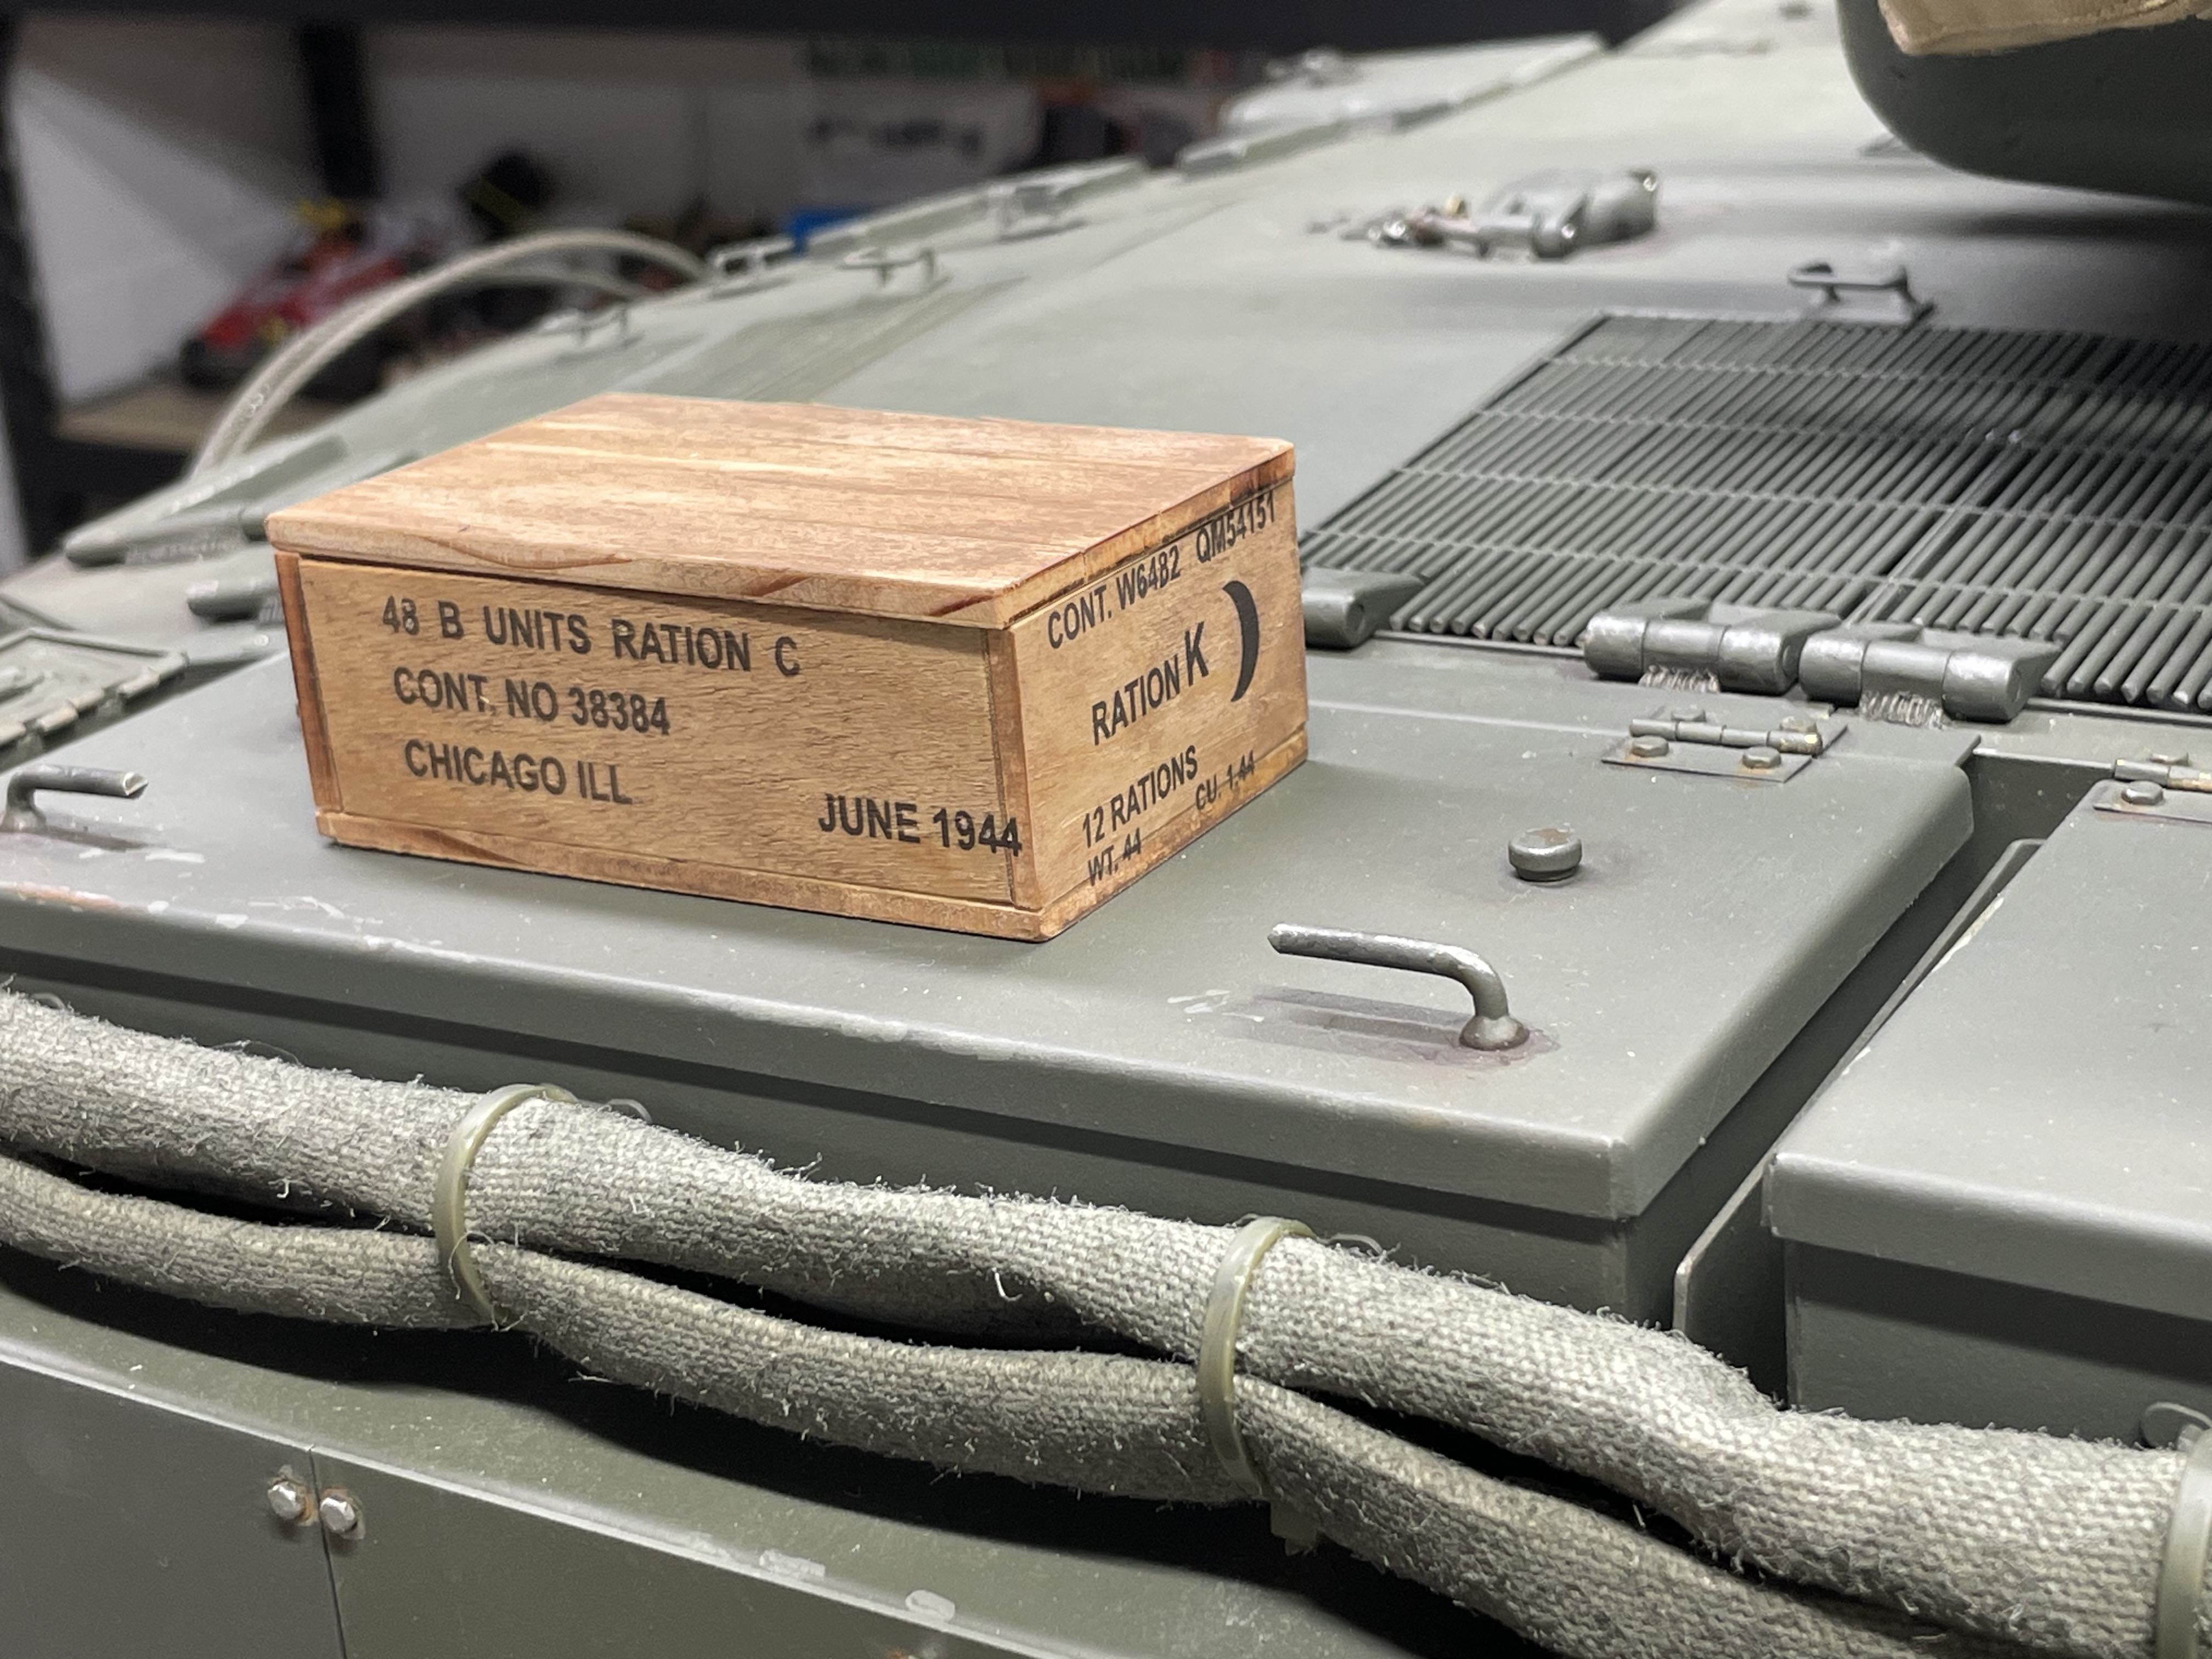 48 B UNITS RATION C
CONT. NO 38384
CHICAGO ILL
JUNE 1944
CONT. W6482 QM54151
RATION K
12 RATIONS
WT. 44
CU. 1.44